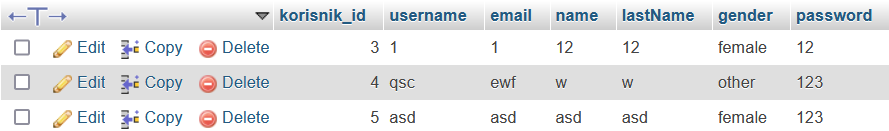 korisnik_id username email name lastName gender password
Edit Copy Delete 3 1 1 12 12 female 12
Edit Copy Delete 4 qsc ewf w w other 123
Edit Copy Delete 5 asd asd asd asd female 123